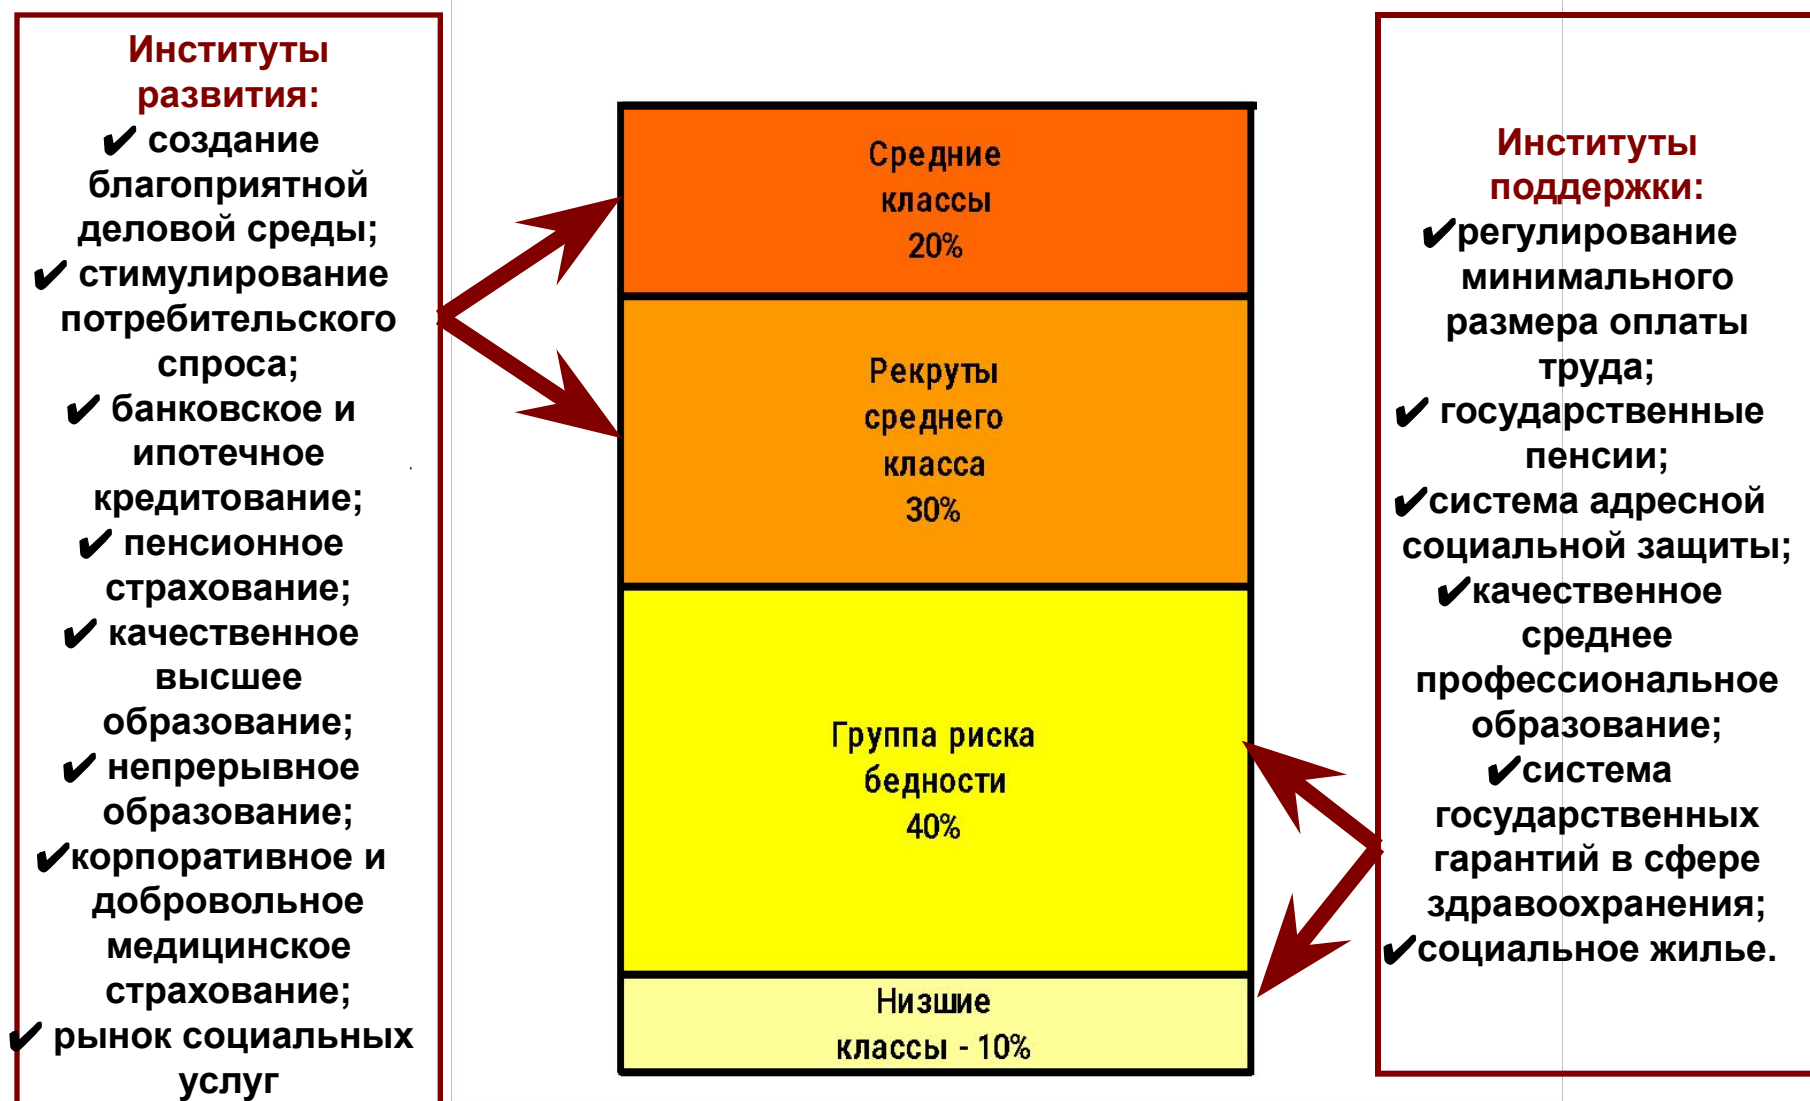 Институты
развития:
✔ создание
благоприятной
деловой среды;
✔ стимулирование
потребительского
спроса;
✔ банковское и
ипотечное
кредитование;
✔ пенсионное
страхование;
✔ качественное
высшее
образование;
✔ непрерывное
образование;
✔корпоративное и
добровольное
медицинское
страхование;
✔ рынок социальных
услуг
Средние
классы
20%
Рекруты
среднего
класса
30%
Группа риска
бедности
40%
Низшие
классы - 10%
Институты
поддержки:
✔регулирование
минимального
размера оплаты
труда;
✔ государственные
пенсии;
✔система адресной
социальной защиты;
✔качественное
среднее
профессиональное
образование;
✔система
государственных
гарантий в сфере
здравоохранения;
✔социальное жилье.